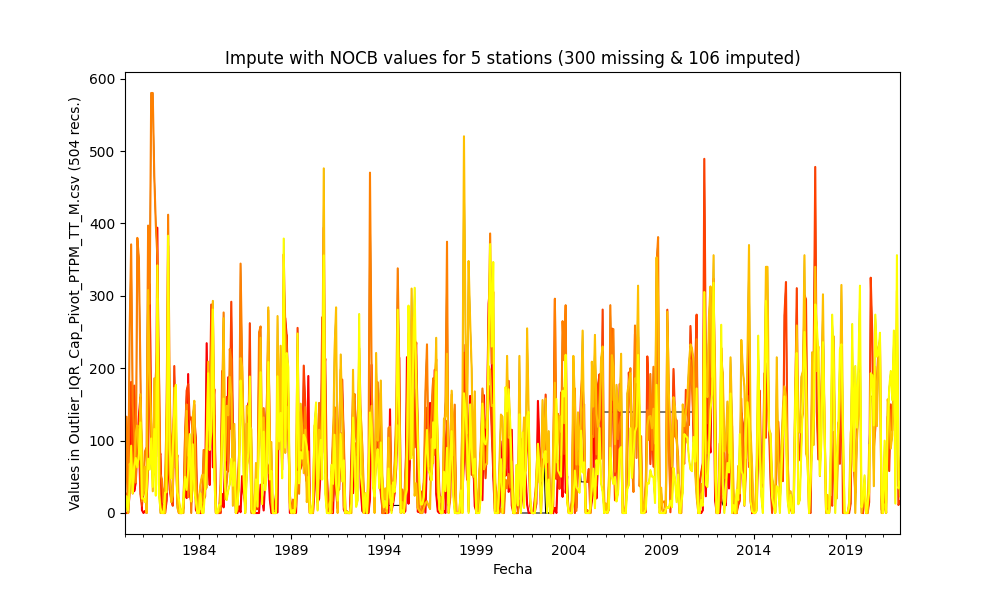 Impute with NOCB values for 5 stations (300 missing & 106 imputed)
Values in Outlier_IQR_Cap_Pivot_PTPM_TT_M.csv (504 recs.)
600
500
400
300
200
100
0
1984 1989 1994 1999 2004 2009 2014 2019
Fecha